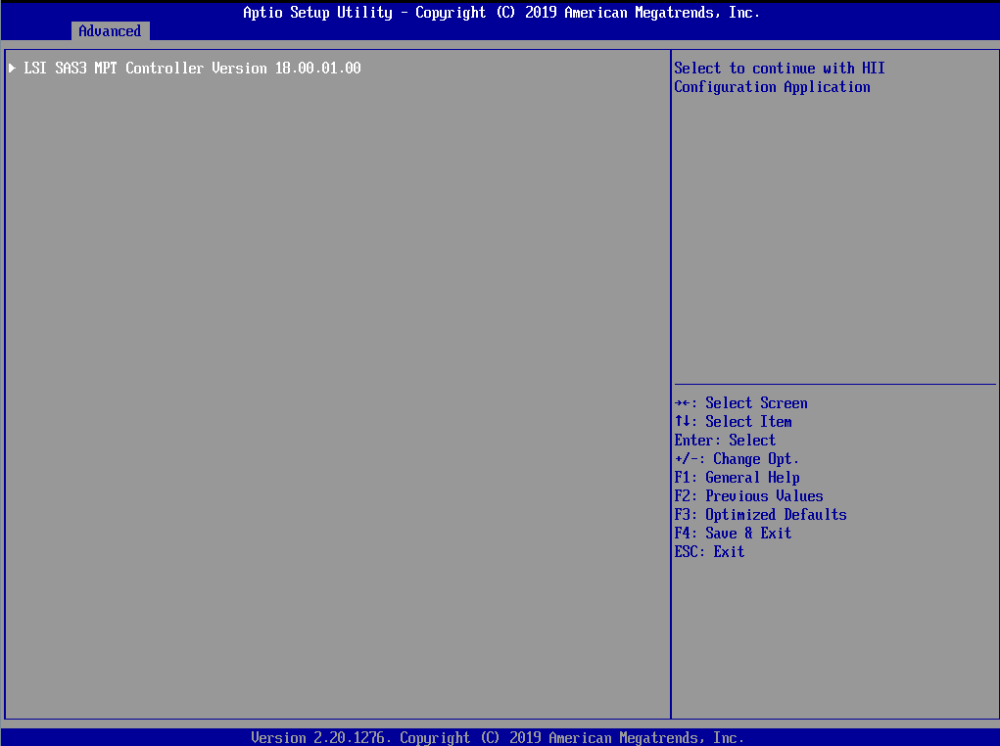 Aptio Setup Utility - Copyright (C) 2019 American Megatrends, Inc.
Advanced
▶ LSI SAS3 MPT Controller Version 18.00.01.00
Select to continue with HII
Configuration Application
→←: Select Screen
↑↓: Select Item
Enter: Select
+/-: Change Opt.
F1: General Help
F2: Previous Values
F3: Optimized Defaults
F4: Save & Exit
ESC: Exit
Version 2.20.1276. Copyright (C) 2019 American Megatrends, Inc.